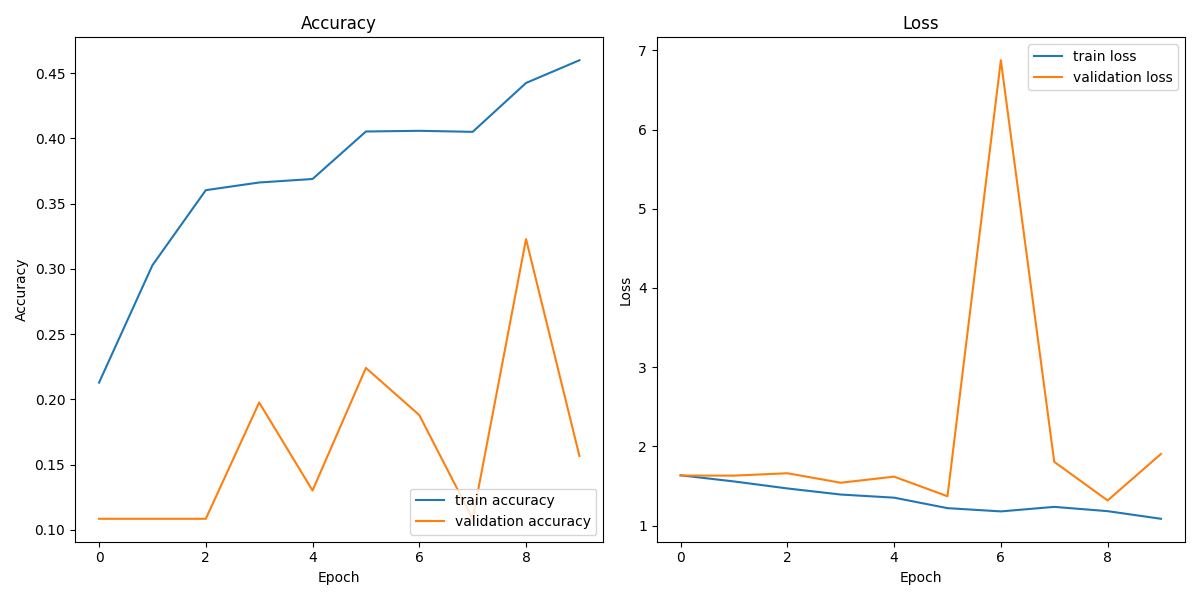 Accuracy
Loss
0.45
0.40
0.35
0.30
0.25
0.20
0.15
0.10
Accuracy
0
2
4
6
8
Epoch
train accuracy
validation accuracy
7
6
5
4
3
2
1
Loss
0
2
4
6
8
Epoch
train loss
validation loss